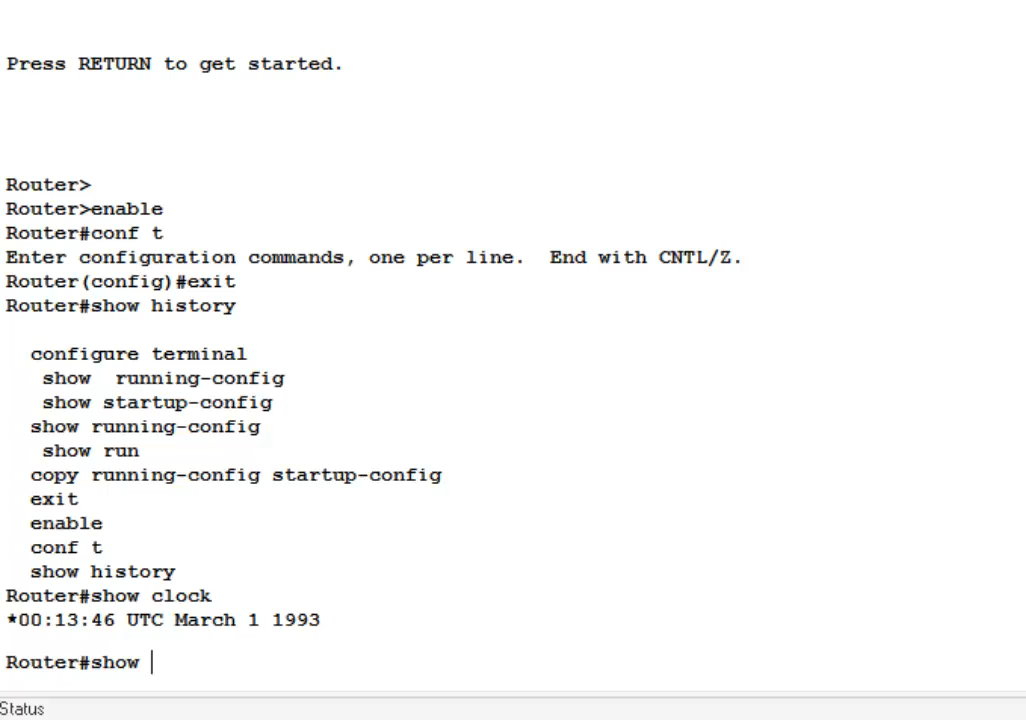 Press RETURN to get started.
Router>
Router>enable
Router#conf t
Enter configuration commands, one per line.  End with CNTL/Z.
Router(config)#exit
Router#show history
  configure terminal
   show  running-config
   show startup-config
  show running-config
   show run
  copy running-config startup-config
  exit
  enable
  conf t
  show history
Router#show clock
*00:13:46 UTC March 1 1993
Router#show
Status